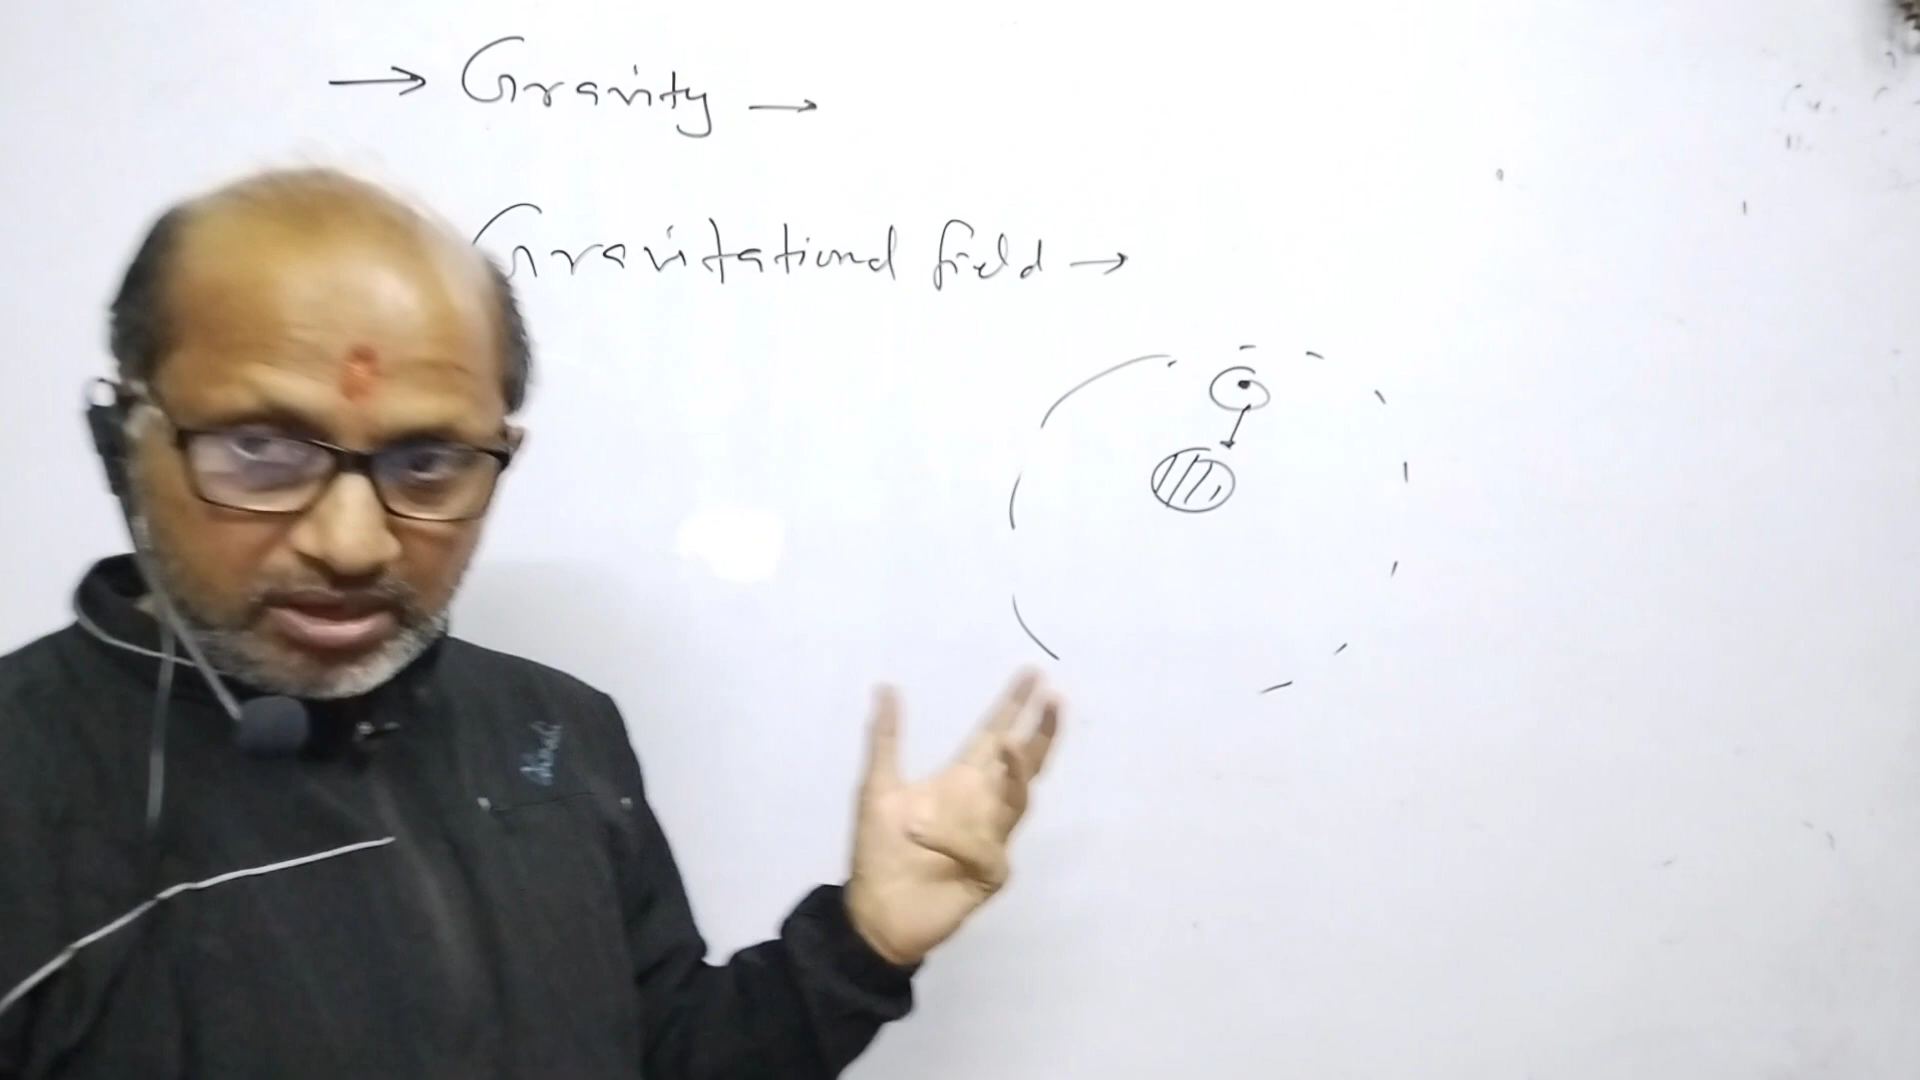 → Gravity →
Gravitational field →